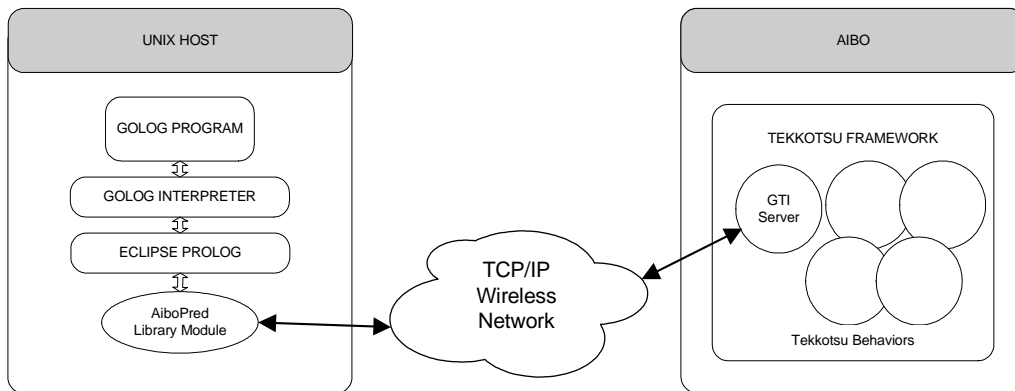 UNIX HOST
GOLOG PROGRAM
GOLOG INTERPRETER
ECLIPSE PROLOG
AiboPred
Library Module
TCP/IP
Wireless
Network
AIBO
TEKKOTSU FRAMEWORK
GTI
Server
Tekkotsu Behaviors